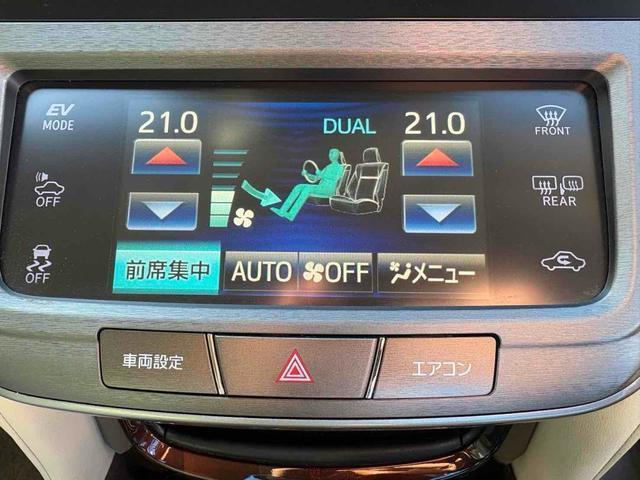 EV
MODE
OFF
OFF
21.0
DUAL
21.0
前席集中
AUTO
OFF
メニュー
FRONT
REAR
車両設定
エアコン